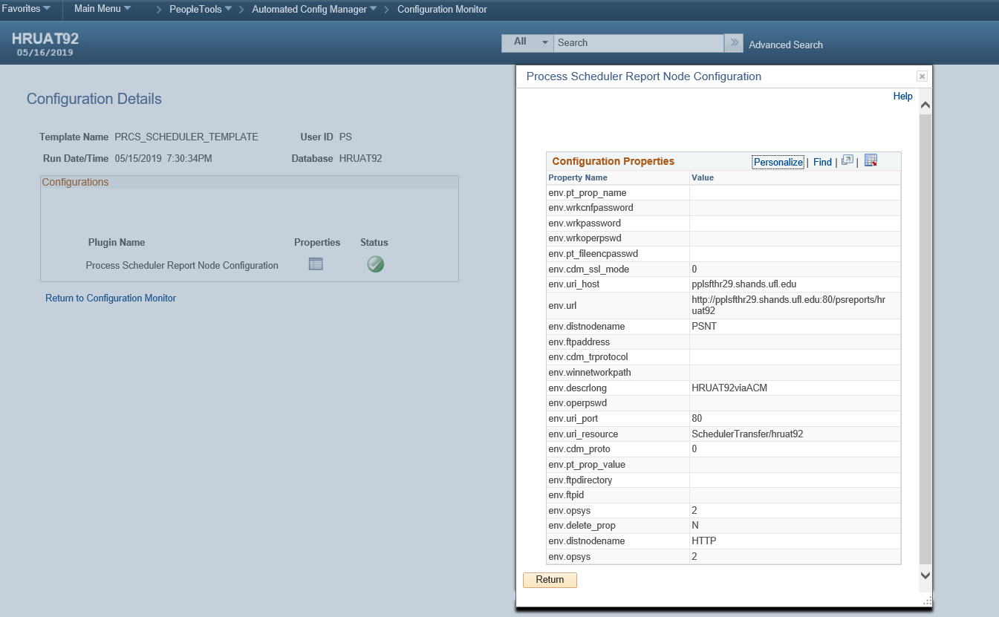 Favorites Main Menu > PeopleTools > Automated Config Manager > Configuration Monitor
HRUAT92
05/16/2019
All Search » Advanced Search
Configuration Details
Template Name PRCS_SCHEDULER_TEMPLATE User ID PS
Run Date/Time 05/15/2019 7:30:34PM Database HRUAT92
Configurations
Plugin Name Properties Status
Process Scheduler Report Node Configuration
Return to Configuration Monitor
Process Scheduler Report Node Configuration
Help
Configuration Properties Personalize | Find | |
Property Name Value
env.pt_prop_name
env.wrkcnfpassword
env.wrkpassword
env.wrkoperpswd
env.pt_fileencpasswd
env.cdm_ssl_mode 0
env.uri_host pplsfthr29.shands.ufl.edu
env.url http://pplsfthr29.shands.ufl.edu:80/psreports/hr
uat92
env.distnodename PSNT
env.ftpaddress
env.cdm_trprotocol
env.winnetworkpath
env.descrlong HRUAT92viaACM
env.operpswd
env.uri_port 80
env.uri_resource SchedulerTransfer/hruat92
env.cdm_proto 0
env.pt_prop_value
env.ftpdirectory
env.ftpid
env.opsys 2
env.delete_prop N
env.distnodename HTTP
env.opsys 2
Return